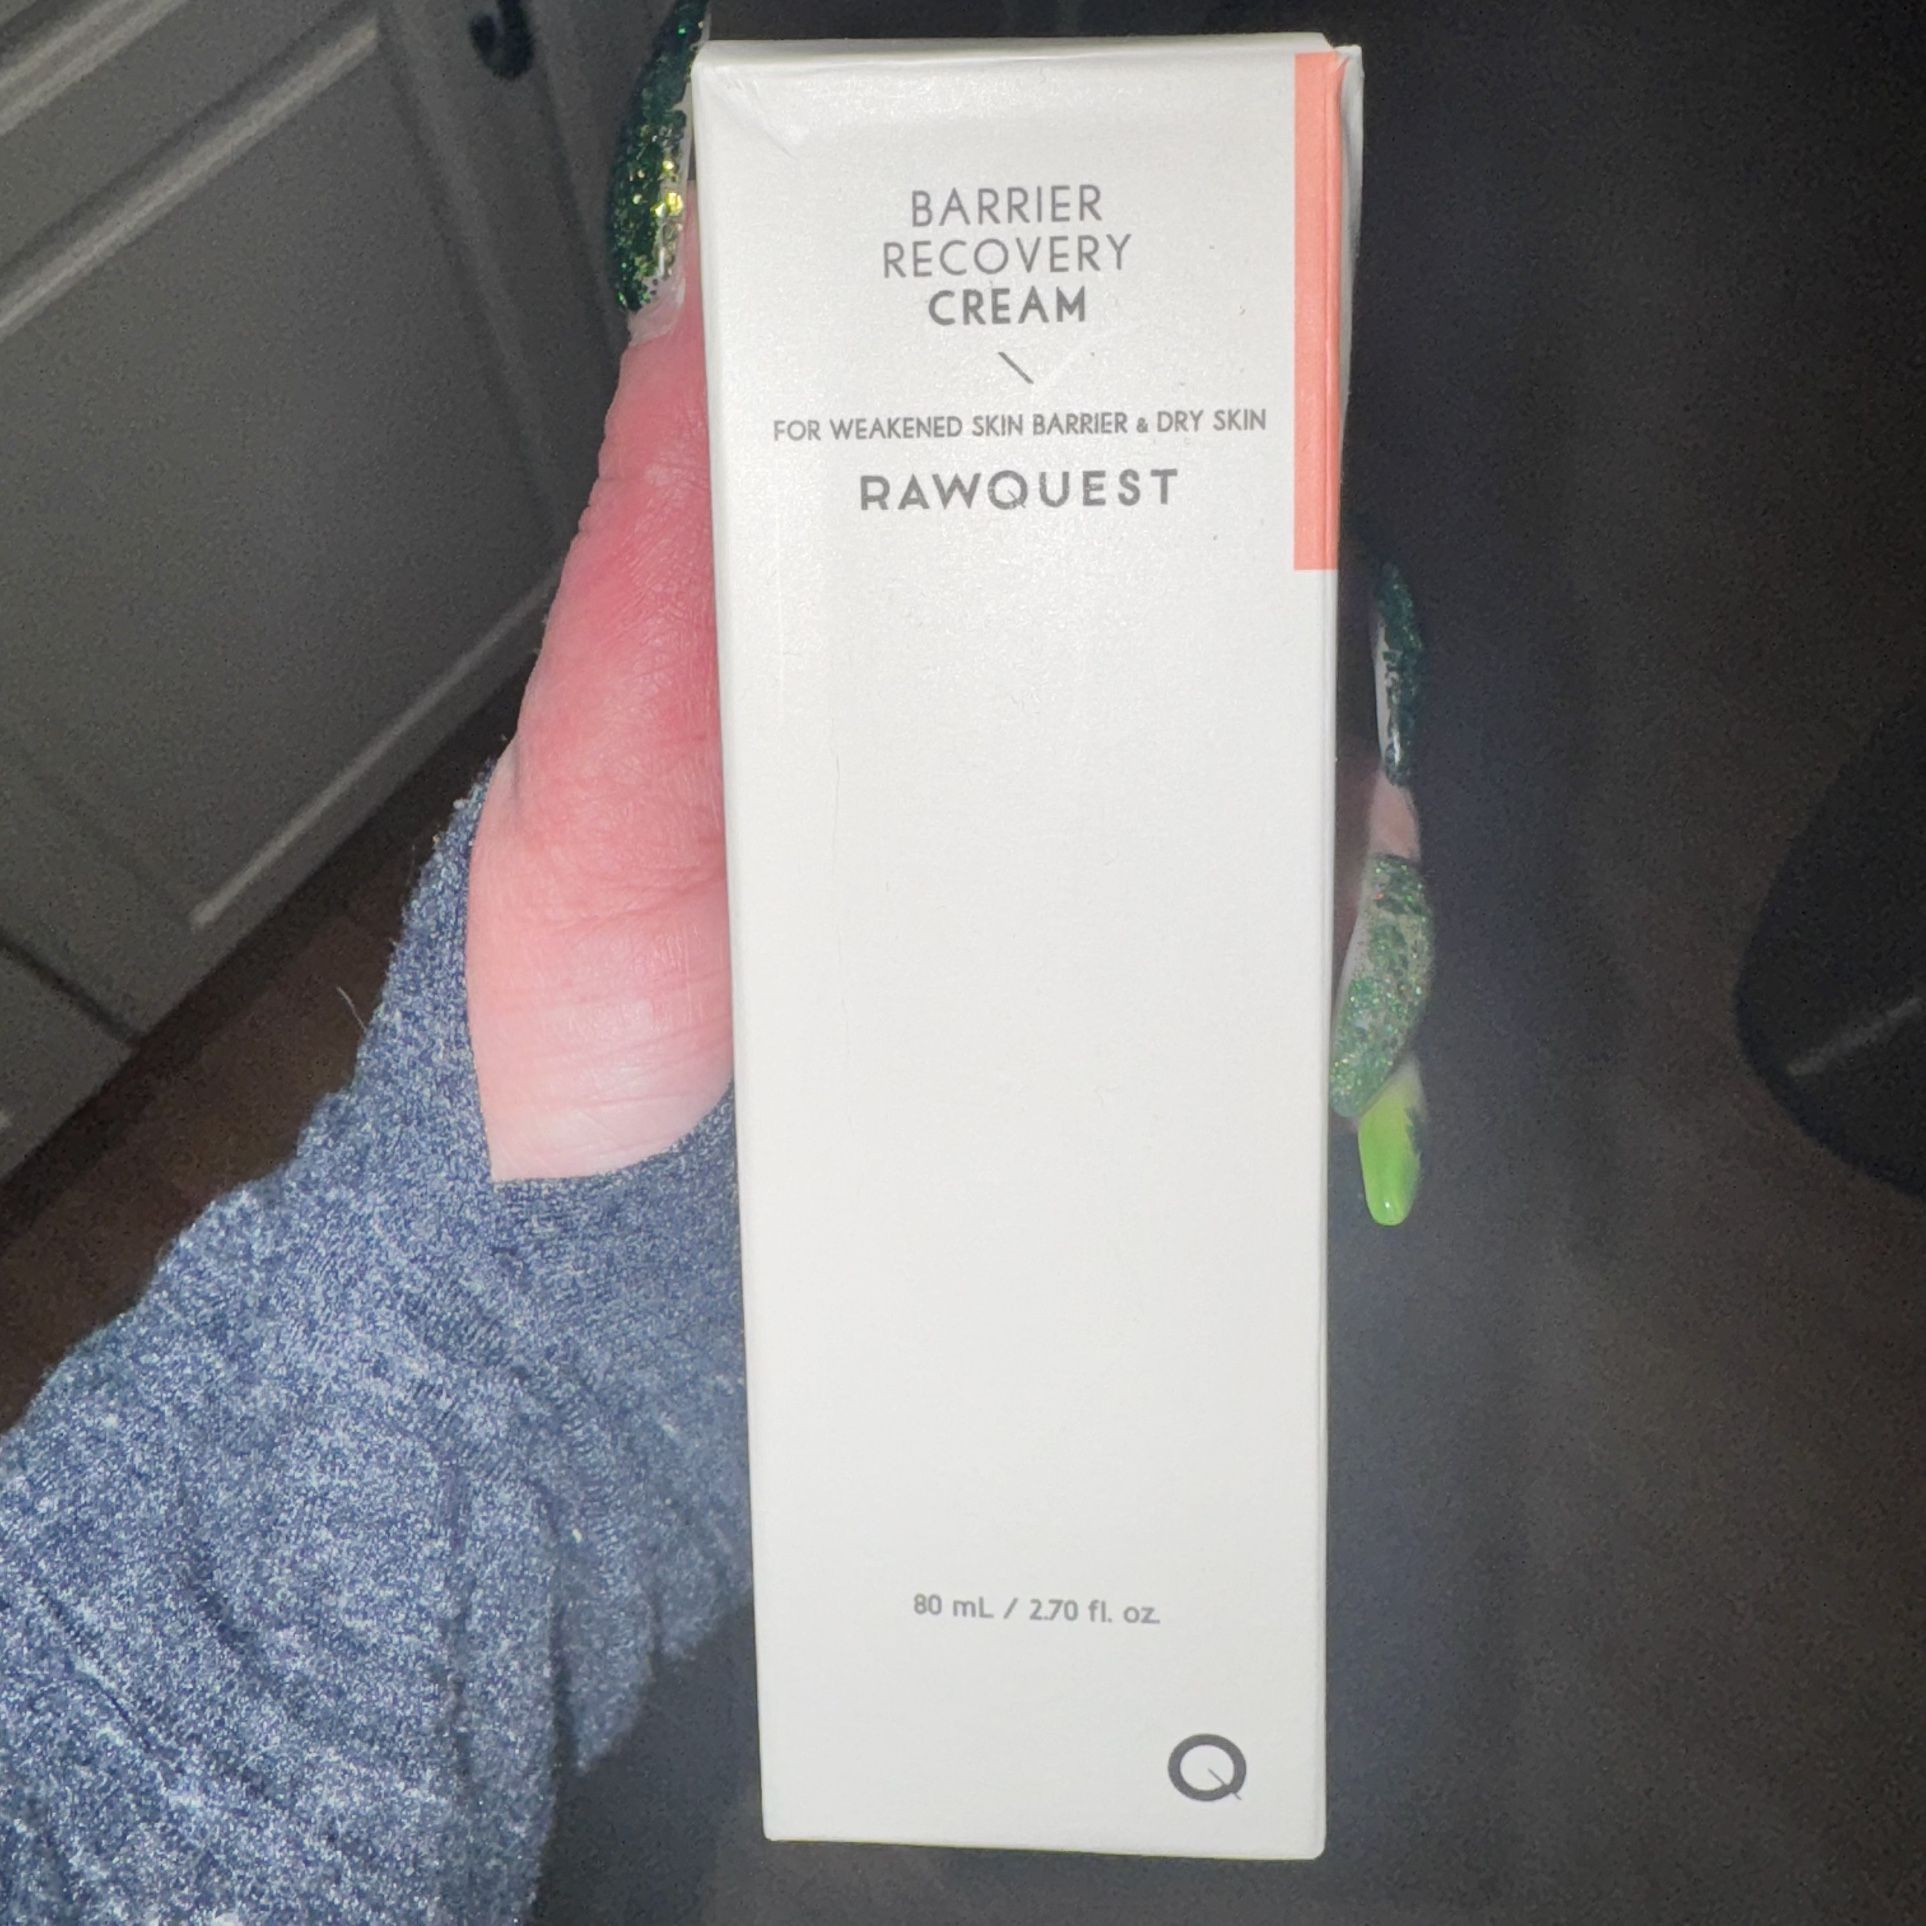 BARRIER
RECOVERY
CREAM
FOR WEAKENED SKIN BARRIER & DRY SKIN
RAWQUEST
80 mL / 2.70 fl. oz.
Q